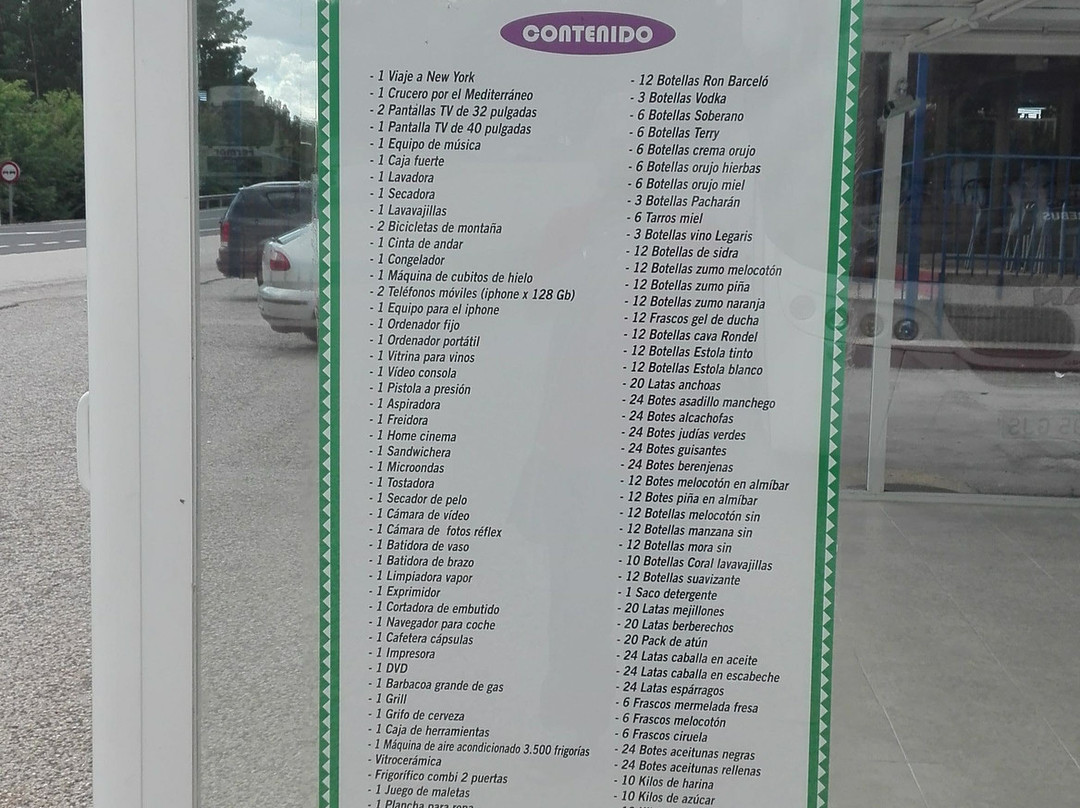 CONTENIDO
- 1 Viaje a New York
- 1 Crucero por el Mediterráneo
- 2 Pantallas TV de 32 pulgadas
- 1 Pantalla TV de 40 pulgadas
- 1 Equipo de música
- 1 Caja fuerte
- 1 Lavadora
- 1 Secadora
- 1 Lavavajillas
- 2 Bicicletas de montaña
- 1 Cinta de andar
- 1 Congelador
- 1 Máquina de cubitos de hielo
- 2 Teléfonos móviles (iphone x 128 Gb)
- 1 Equipo para el iphone
- 1 Ordenador fijo
- 1 Ordenador portátil
- 1 Vitrina para vinos
- 1 Vídeo consola
- 1 Pistola a presión
- 1 Aspiradora
- 1 Freidora
- 1 Home cinema
- 1 Sandwichera
- 1 Microondas
- 1 Tostadora
- 1 Secador de pelo
- 1 Cámara de vídeo
- 1 Cámara de fotos réflex
- 1 Batidora de vaso
- 1 Batidora de brazo
- 1 Limpiadora vapor
- 1 Exprimidor
- 1 Cortadora de embutido
- 1 Navegador para coche
- 1 Cafetera cápsulas
- 1 Impresora
- 1 DVD
- 1 Barbacoa grande de gas
- 1 Grill
- 1 Grifo de cerveza
- 1 Caja de herramientas
- 1 Máquina de aire acondicionado 3.500 frigorías
- Vitrocerámica
- Frigorífico combi 2 puertas
- 1 Juego de maletas
- 1 Plancha para ropa
- 12 Botellas Ron Barceló
- 3 Botellas Vodka
- 6 Botellas Soberano
- 6 Botellas Terry
- 6 Botellas crema orujo
- 6 Botellas orujo hierbas
- 6 Botellas orujo miel
- 3 Botellas Pacharán
- 6 Tarros miel
- 3 Botellas vino Legaris
- 12 Botellas de sidra
- 12 Botellas zumo melocotón
- 12 Botellas zumo piña
- 12 Botellas zumo naranja
- 12 Frascos gel de ducha
- 12 Botellas cava Rondel
- 12 Botellas Estola tinto
- 12 Botellas Estola blanco
- 20 Latas anchoas
- 24 Botes asadillo manchego
- 24 Botes alcachofas
- 24 Botes judías verdes
- 24 Botes guisantes
- 24 Botes berenjenas
- 12 Botes melocotón en almíbar
- 12 Botes piña en almíbar
- 12 Botellas melocotón sin
- 12 Botellas manzana sin
- 12 Botellas mora sin
- 10 Botellas Coral lavavajillas
- 12 Botellas suavizante
- 1 Saco detergente
- 20 Latas mejillones
- 20 Latas berberechos
- 20 Pack de atún
- 24 Latas caballa en aceite
- 24 Latas caballa en escabeche
- 24 Latas espárragos
- 6 Frascos mermelada fresa
- 6 Frascos melocotón
- 6 Frascos ciruela
- 24 Botes aceitunas negras
- 24 Botes aceitunas rellenas
- 10 Kilos de harina
- 10 Kilos de azúcar